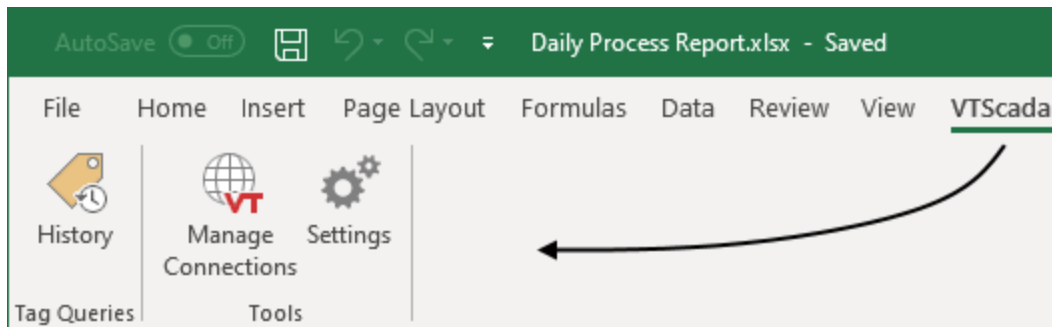 AutoSave Off Daily Process Report.xlsx - Saved
File Home Insert Page Layout Formulas Data Review View VTScada
VT
History Manage Settings
Connections
Tag Queries Tools